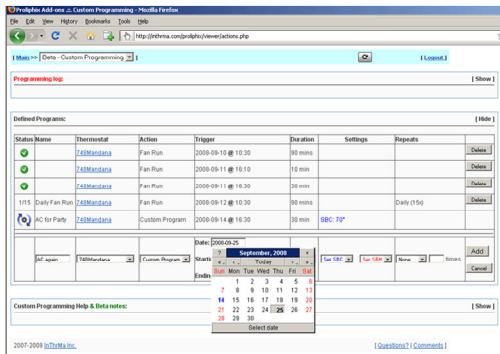 Proliphix Add-ons .::. Custom Programming - Mozilla Firefox
File Edit View History Bookmarks Tools Help
http://inthrma.com/proliphix/viewer/actions.php
[ Main >> Beta - Custom Programming ] [ Logout ]
Programming log: [ Show ]
Defined Programs: [ Hide ]
Status Name Thermostat Action Trigger Duration Settings Repeats
748Mandana Fan Run 2008-09-10 @ 10:30 90 mins Delete
748Mandana Fan Run 2008-09-11 @ 18:10 10 min Delete
748Mandana Fan Run 2008-09-11 @ 18:30 30 min Delete
1/15 Daily Fan Run 748Mandana Fan Run 2008-09-12 @ 10:30 90 mins Daily (15x) Delete
AC for Party 748Mandana Custom Program 2008-09-14 @ 16:30 30 min SBC: 70°
Date: 2008-09-25
AC again 748Mandana Custom Program Set SBC Set SBH None times Add
Cancel
Endin
? September, 2008 ×
« ‹ Today › »
Sun Mon Tue Wed Thu Fri Sat
1 2 3 4 5 6
7 8 9 10 11 12 13
14 15 16 17 18 19 20
21 22 23 24 25 26 27
28 29 30
Select date
Custom Programming Help & Beta notes: [ Show ]
2007-2008 InThrMa Inc. [ Questions? | Comments ]